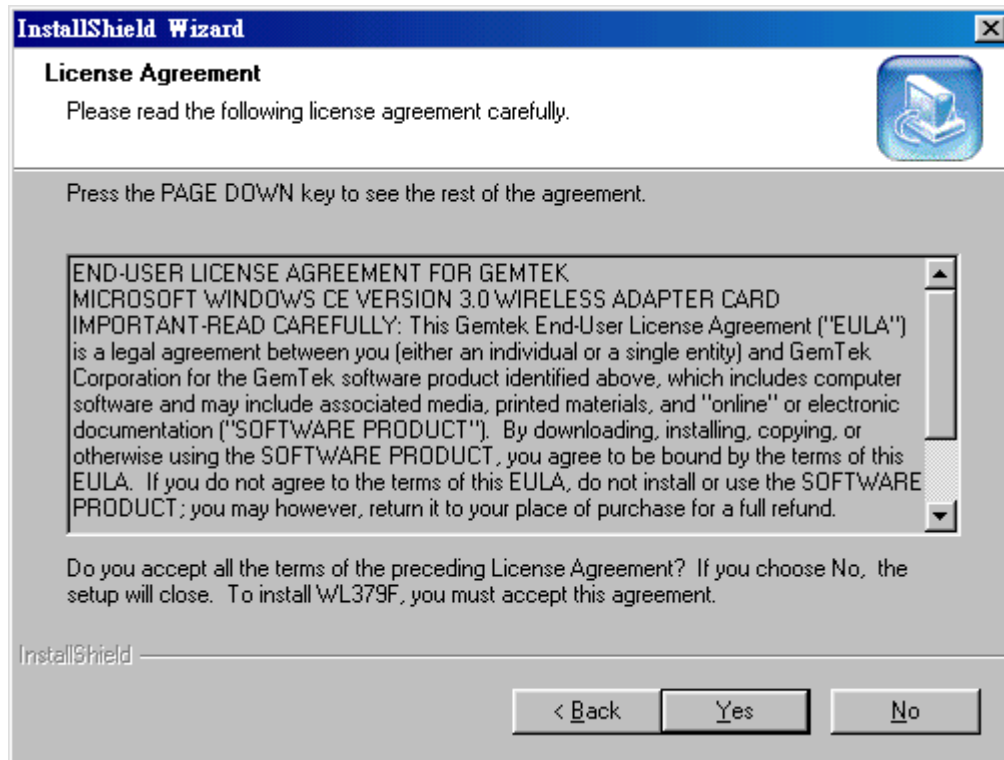 InstallShield Wizard
License Agreement
Please read the following license agreement carefully.
Press the PAGE DOWN key to see the rest of the agreement.
END-USER LICENSE AGREEMENT FOR GEMTEK
MICROSOFT WINDOWS CE VERSION 3.0 WIRELESS ADAPTER CARD
IMPORTANT-READ CAREFULLY: This Gemtek End-User License Agreement ("EULA")
is a legal agreement between you (either an individual or a single entity) and GemTek
Corporation for the GemTek software product identified above, which includes computer
software and may include associated media, printed materials, and "online" or electronic
documentation ("SOFTWARE PRODUCT").  By downloading, installing, copying, or
otherwise using the SOFTWARE PRODUCT, you agree to be bound by the terms of this
EULA.  If you do not agree to the terms of this EULA, do not install or use the SOFTWARE
PRODUCT; you may however, return it to your place of purchase for a full refund.
Do you accept all the terms of the preceding License Agreement?  If you choose No,  the
setup will close.  To install WL379F, you must accept this agreement.
InstallShield
< Back Yes No